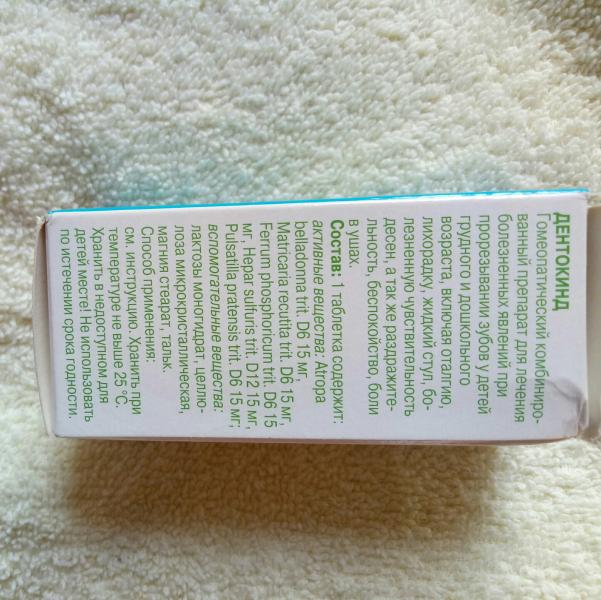 ДЕНТОКИНД
Гомеопатический комбиниро-
ванный препарат для лечения
болезненных явлений при
прорезывании зубов у детей
грудного и дошкольного
возраста, включая оталгию,
лихорадку, жидкий стул, бо-
лезненную чувствительность
десен, а так же раздражите-
льность, беспокойство, боли
в ушах.
Состав: 1 таблетка содержит:
активные вещества: Atropa
belladonna trit. D6 15 мг,
Matricaria recutita trit. D6 15 мг,
Ferrum phosphoricum trit. D6 15
мг, Hepar sulfuris trit. D12 15 мг,
Pulsatilla pratensis trit. D6 15 мг;
вспомогательные вещества:
лактозы моногидрат, целлю-
лоза микрокристаллическая,
магния стеарат, тальк.
Способ применения:
см. инструкцию. Хранить при
температуре не выше 25 °C.
Хранить в недоступном для
детей месте! Не использовать
по истечении срока годности.